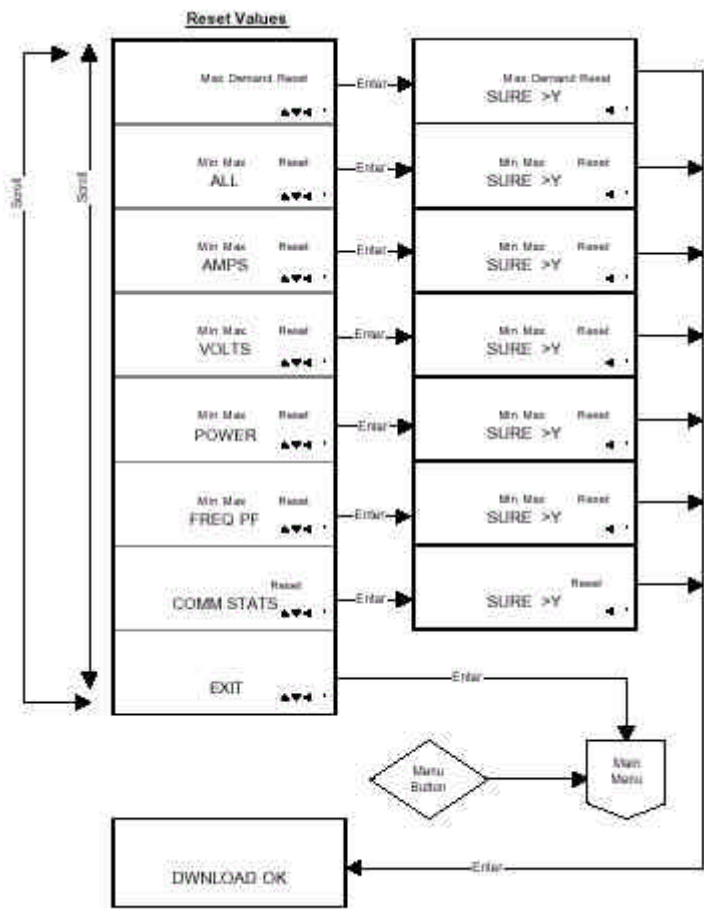 Reset Values
Max Demand Reset
Enter
Max Demand Reset
SURE >Y
Min Max Reset
ALL
Enter
Min Max Reset
SURE >Y
Min Max Reset
AMPS
Enter
Min Max Reset
SURE >Y
Min Max Reset
VOLTS
Enter
Min Max Reset
SURE >Y
Min Max Reset
POWER
Enter
Min Max Reset
SURE >Y
Min Max Reset
FREQ PF
Enter
Min Max Reset
SURE >Y
Reset
COMM STATS
Enter
Reset
SURE >Y
EXIT
Enter
Scroll
Scroll
Menu
Button
Main
Menu
DWNLOAD OK
Enter